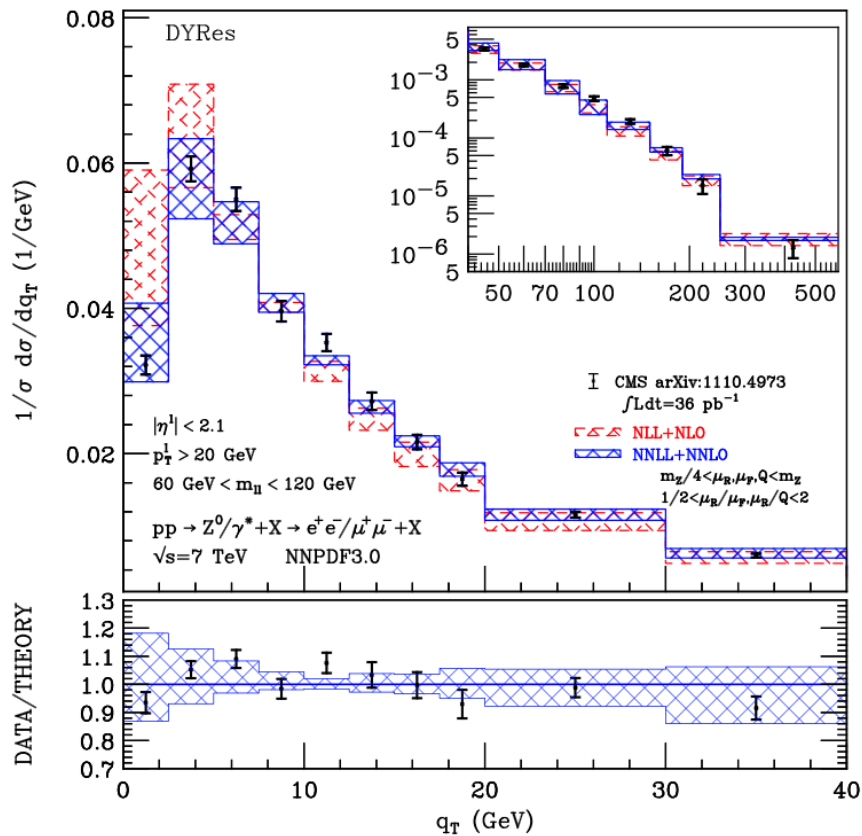 0.08
0.06
0.04
0.02
1/σ dσ/dq_T (1/GeV)
DYRes
5
10⁻³
5
10⁻⁴
5
10⁻⁵
5
10⁻⁶
5
50 70 100 200 300 500
CMS arXiv:1110.4973
∫Ldt=36 pb⁻¹
NLL+NLO
NNLL+NNLO
m_Z/4<μ_R,μ_F,Q<m_Z
1/2<μ_R/μ_F,μ_R/Q<2
|η^l|<2.1
p_T^l>20 GeV
60 GeV<m_ll<120 GeV
pp→Z⁰/γ*+X→e⁺e⁻/μ⁺μ⁻+X
√s=7 TeV NNPDF3.0
1.3
1.2
1.1
1.0
0.9
0.8
0.7
DATA/THEORY
0 10 20 30 40
q_T (GeV)